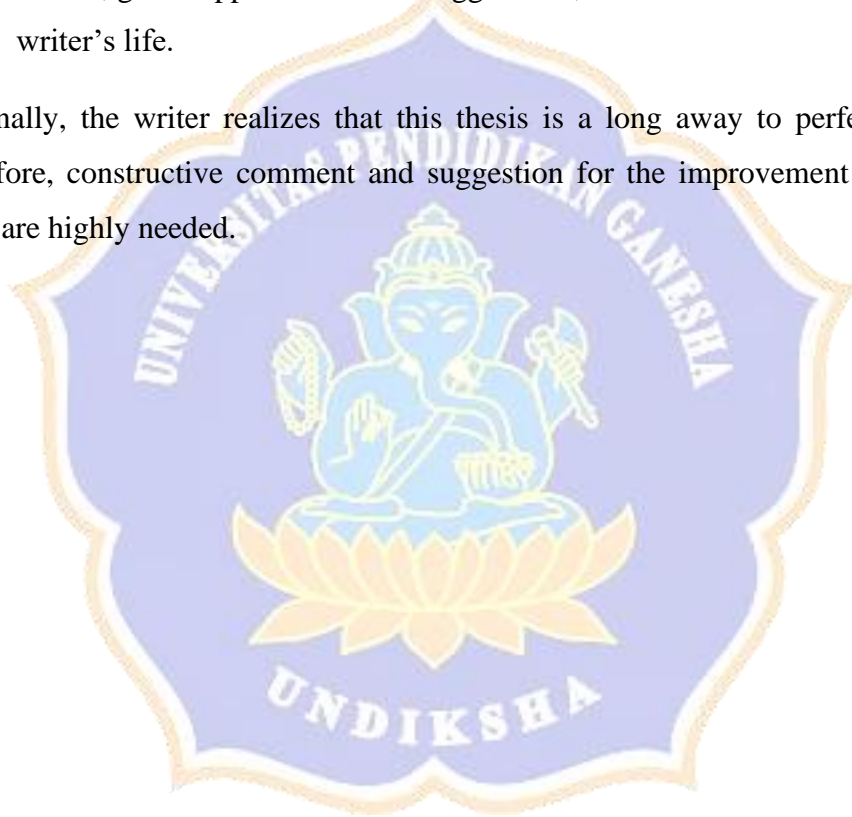 writer’s life.
nally, the writer realizes that this thesis is a long away to perfe
fore, constructive comment and suggestion for the improvement
are highly needed.
UNIVERSITAS PENDIDIKAN GANESHA
UNDIKSHA